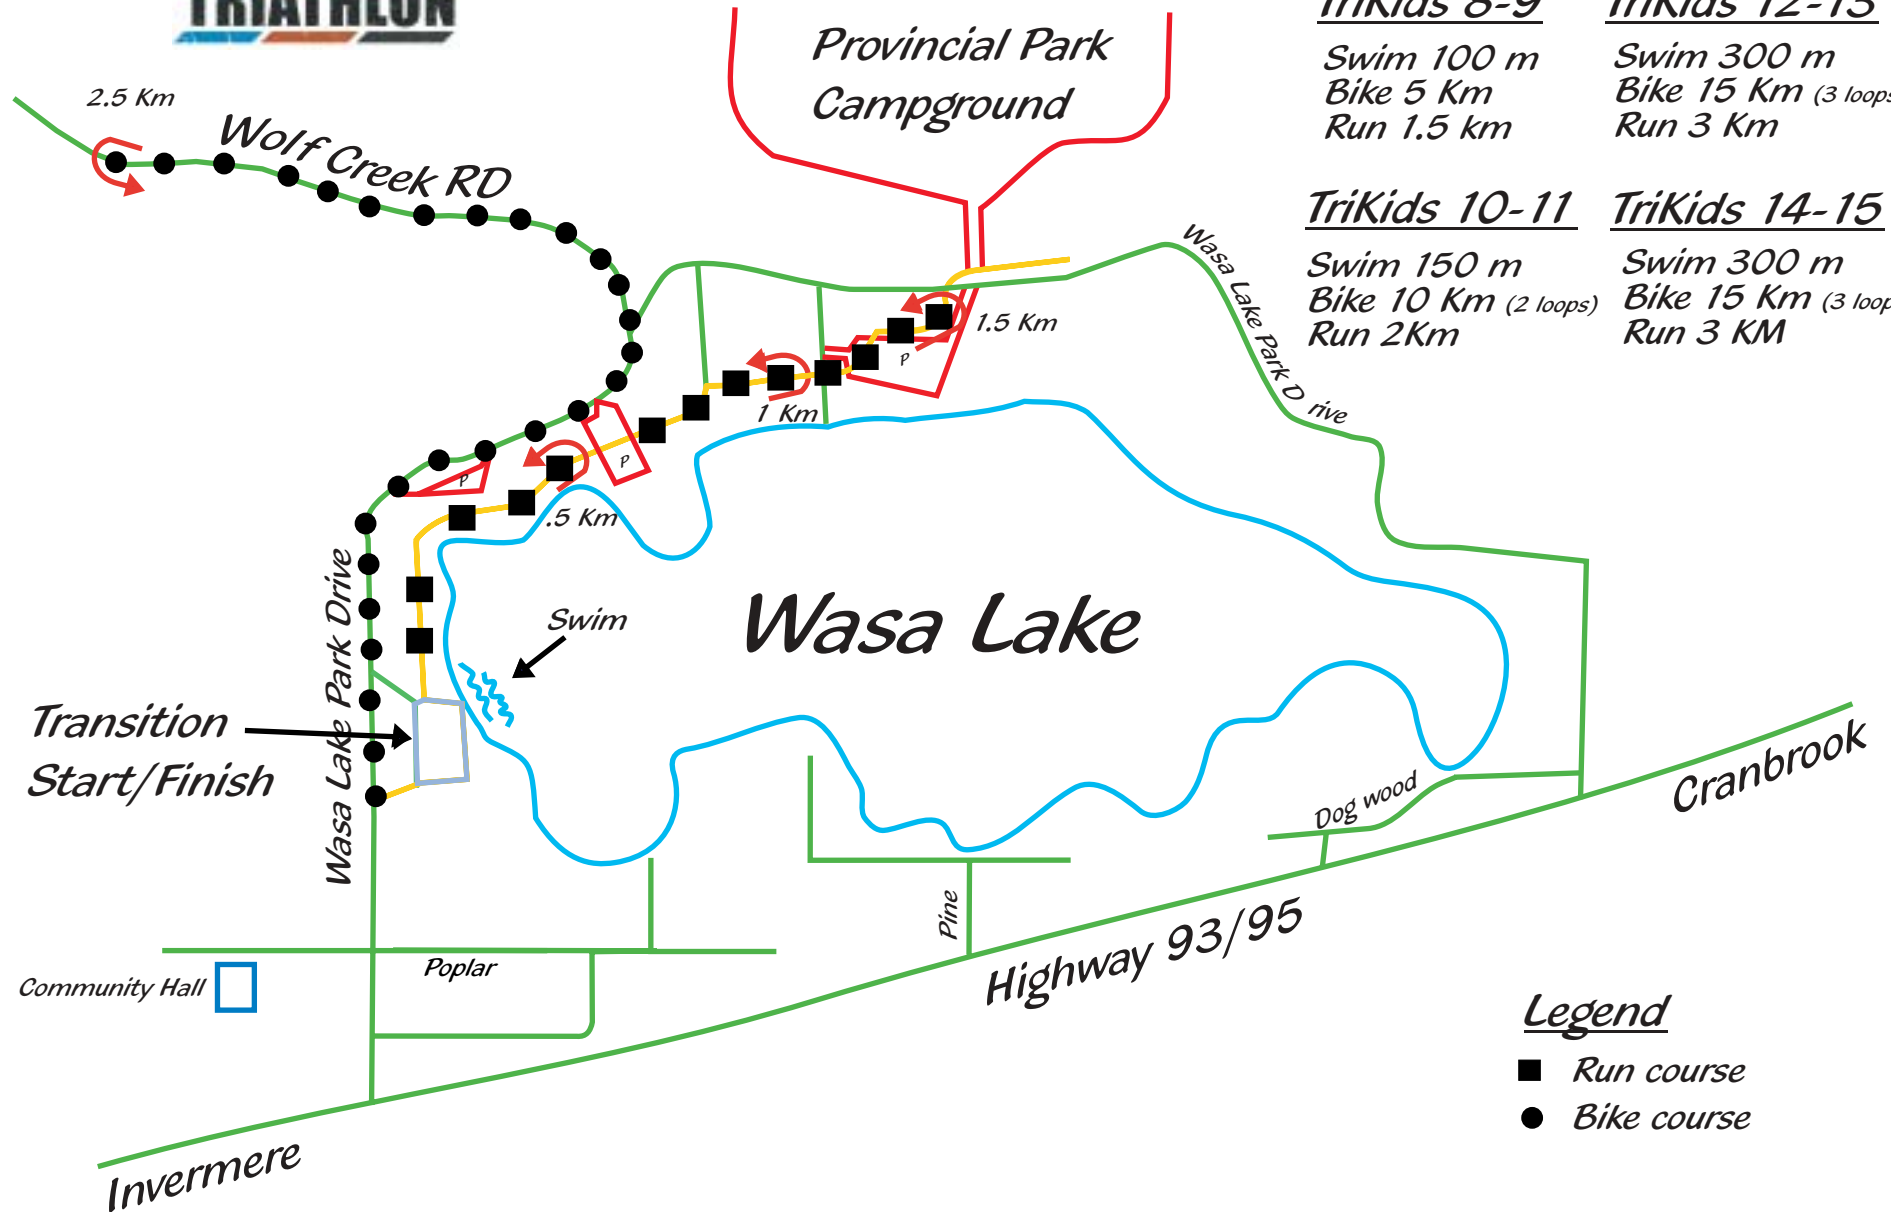 TRIATHLON
TriKids 8-9
Swim 100 m
Bike 5 Km
Run 1.5 km
TriKids 12-13
Swim 300 m
Bike 15 Km (3 loops
Run 3 Km
TriKids 10-11
Swim 150 m
Bike 10 Km (2 loops)
Run 2Km
TriKids 14-15
Swim 300 m
Bike 15 Km (3 loop
Run 3 KM
Provincial Park
Campground
2.5 Km
Wolf Creek RD
Wasa Lake Park D rive
1.5 Km
P
1 Km
P
P
.5 Km
Wasa Lake Park Drive
Swim
Wasa Lake
Transition
Start/Finish
Dog wood
Cranbrook
Pine
Highway 93/95
Poplar
Community Hall
Invermere
Legend
Run course
Bike course